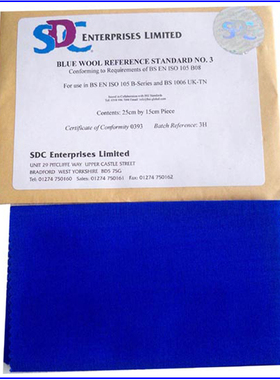 SDC ENTERPRISES LIMITED
BLUE WOOL REFERENCE STANDARD NO. 3
Conforming to Requirements of BS EN ISO 105 B08
For use in BS EN ISO 105 B-Series and BS 1006 UK-TN
Contents: 25cm by 15cm Piece
Certificate of Conformity 0393 Batch Reference: 3H
SDC Enterprises Limited
UNIT 29 PITCLIFFE WAY UPPER CASTLE STREET
BRADFORD WEST YORKSHIRE BD5 7SG
Tel: 01274 750160 Sales: 01274 750161 Fax: 01274 750162
SDC